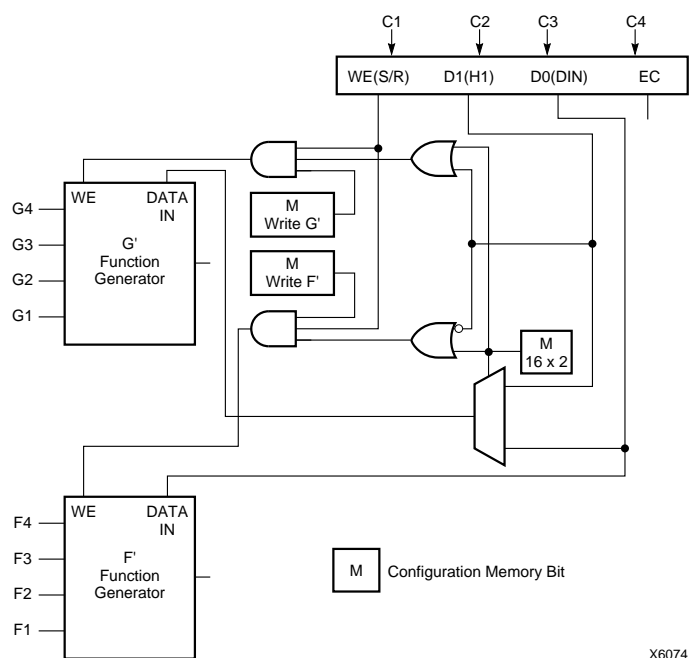 C1 C2 C3 C4
WE(S/R) D1(H1) D0(DIN) EC
WE DATA
IN
G4
G3
G2
G1
G'
Function
Generator
M
Write G'
M
Write F'
M
16 x 2
WE DATA
IN
F4
F3
F2
F1
F'
Function
Generator
M Configuration Memory Bit
X6074